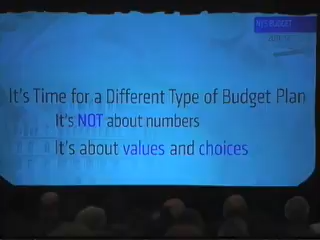 NYS BUDGET
It's Time for a Different Type of Budget Plan
It's NOT about numbers
It's about values and choices